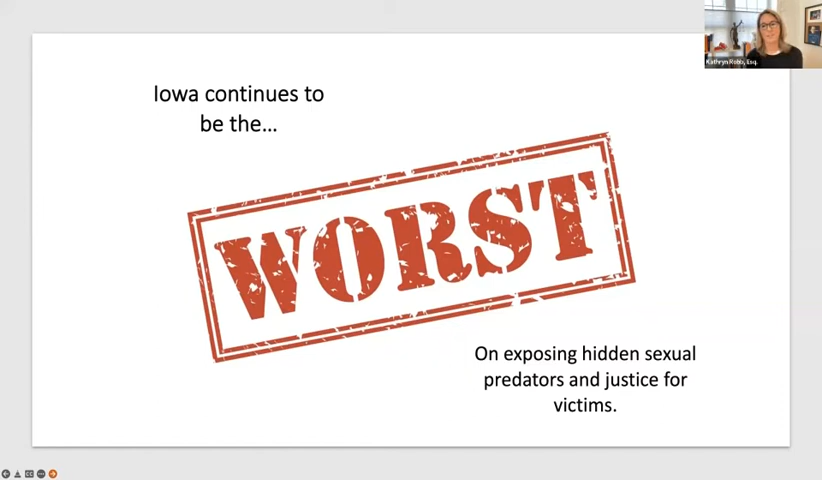 Kathryn Robb, Esq.
Iowa continues to
be the...
WORST
On exposing hidden sexual
predators and justice for
victims.